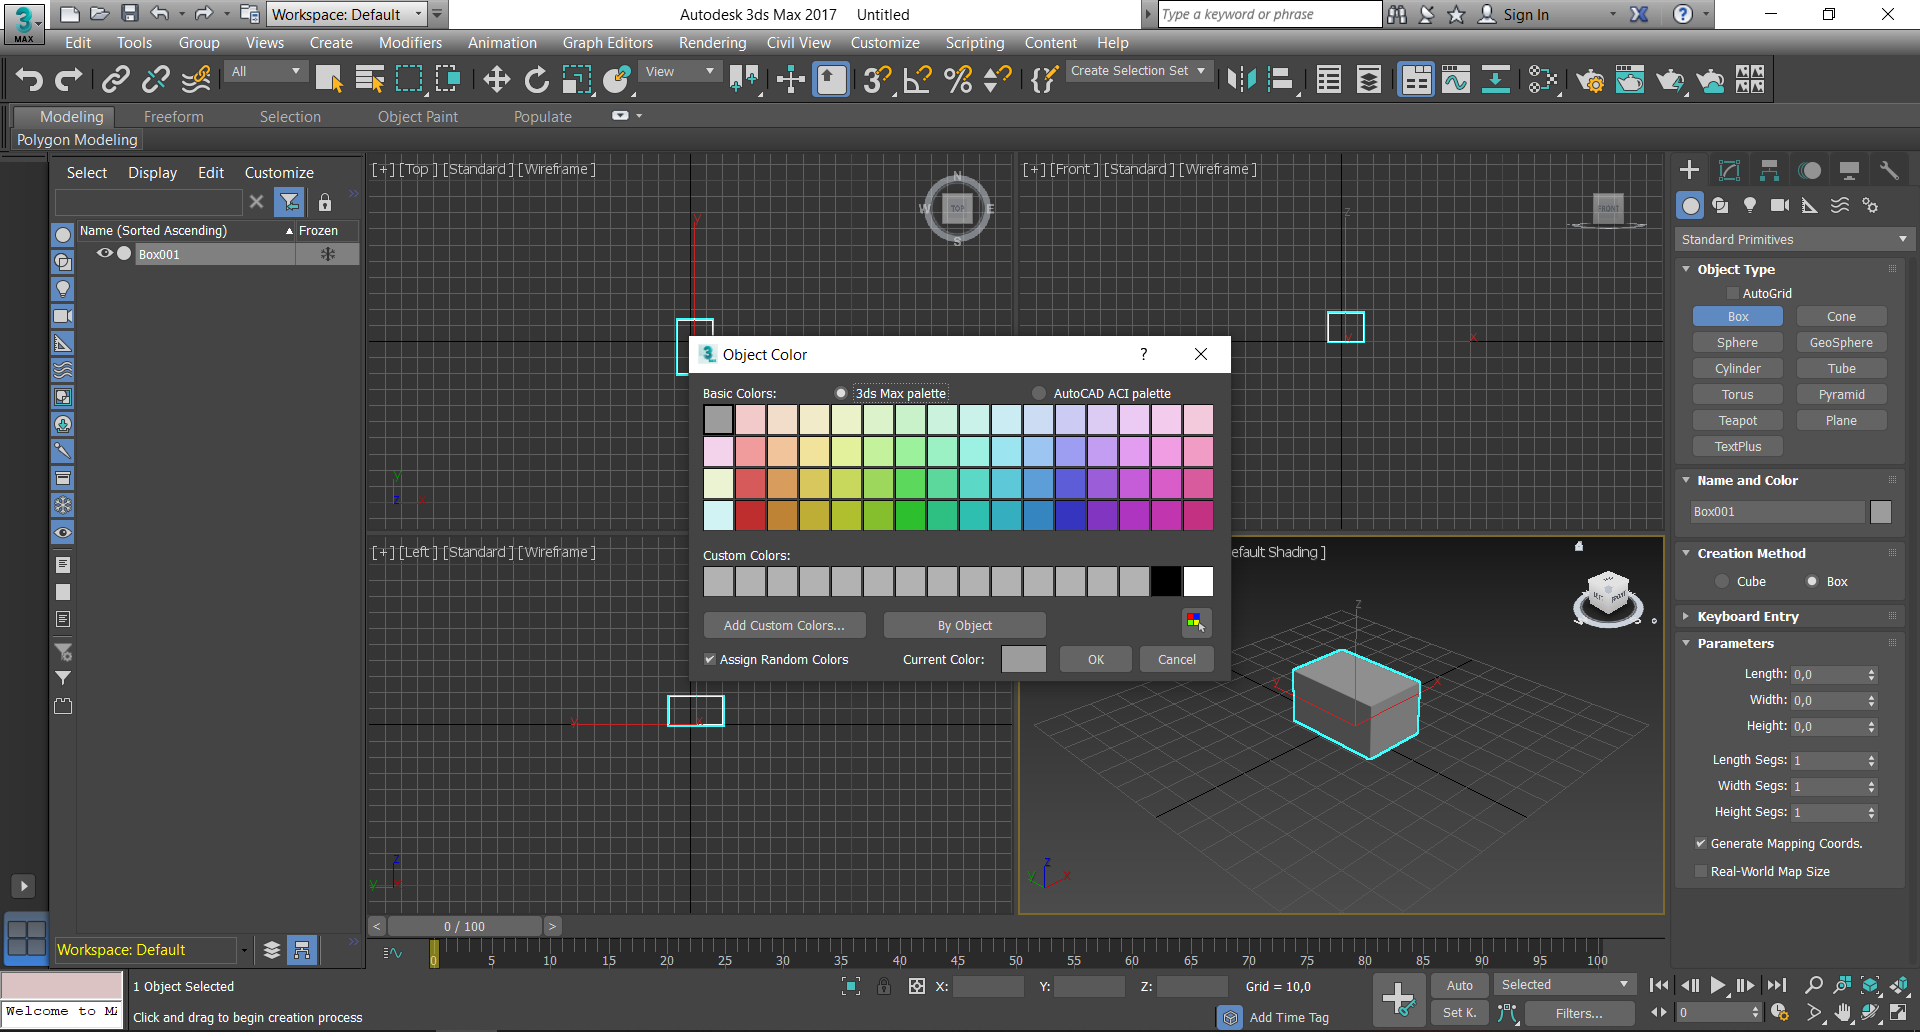 3
MAX
Workspace: Default
Autodesk 3ds Max 2017 Untitled
Type a keyword or phrase
Sign In
Edit Tools Group Views Create Modifiers Animation Graph Editors Rendering Civil View Customize Scripting Content Help
All
View
Create Selection Set
Modeling Freeform Selection Object Paint Populate
Polygon Modeling
Select Display Edit Customize
Name (Sorted Ascending) Frozen
Box001
[+] [Top ] [Standard ] [Wireframe ]
N
W TOP E
S
y
y
z x
[+] [Front ] [Standard ] [Wireframe ]
FRONT
z
y x
[+] [Left ] [Standard ] [Wireframe ]
y
z
y x
efault Shading ]
z
y x
z
y x
Object Color
?
Basic Colors: 3ds Max palette AutoCAD ACI palette
Custom Colors:
Add Custom Colors... By Object
Assign Random Colors Current Color: OK Cancel
Standard Primitives
Object Type
AutoGrid
Box Cone
Sphere GeoSphere
Cylinder Tube
Torus Pyramid
Teapot Plane
TextPlus
Name and Color
Box001
Creation Method
Cube Box
Keyboard Entry
Parameters
Length: 0,0
Width: 0,0
Height: 0,0
Length Segs: 1
Width Segs: 1
Height Segs: 1
Generate Mapping Coords.
Real-World Map Size
< 0 / 100 >
Workspace: Default
0 5 10 15 20 25 30 35 40 45 50 55 60 65 70 75 80 85 90 95 100
1 Object Selected
X: Y: Z: Grid = 10,0
Auto Selected
Welcome to M
Click and drag to begin creation process
Add Time Tag
Set K. Filters...
0